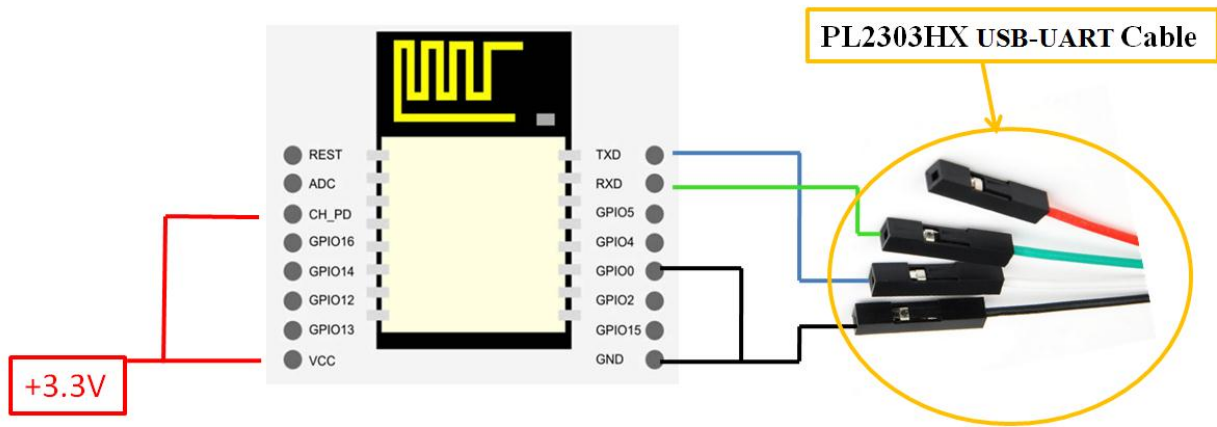 PL2303HX USB-UART Cable
REST
ADC
CH_PD
GPIO16
GPIO14
GPIO12
GPIO13
VCC
TXD
RXD
GPIO5
GPIO4
GPIO0
GPIO2
GPIO15
GND
+3.3V